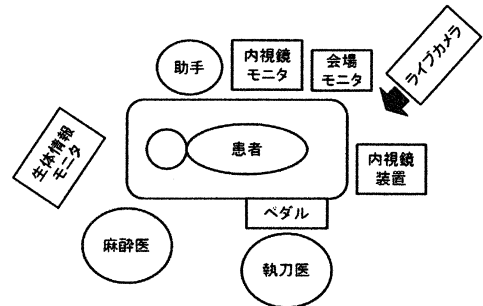 助手
内視鏡
モニタ
会場
モニタ
ライブカメラ
生体情報
モニタ
患者
内視鏡
装置
ペダル
麻酔医
執刀医